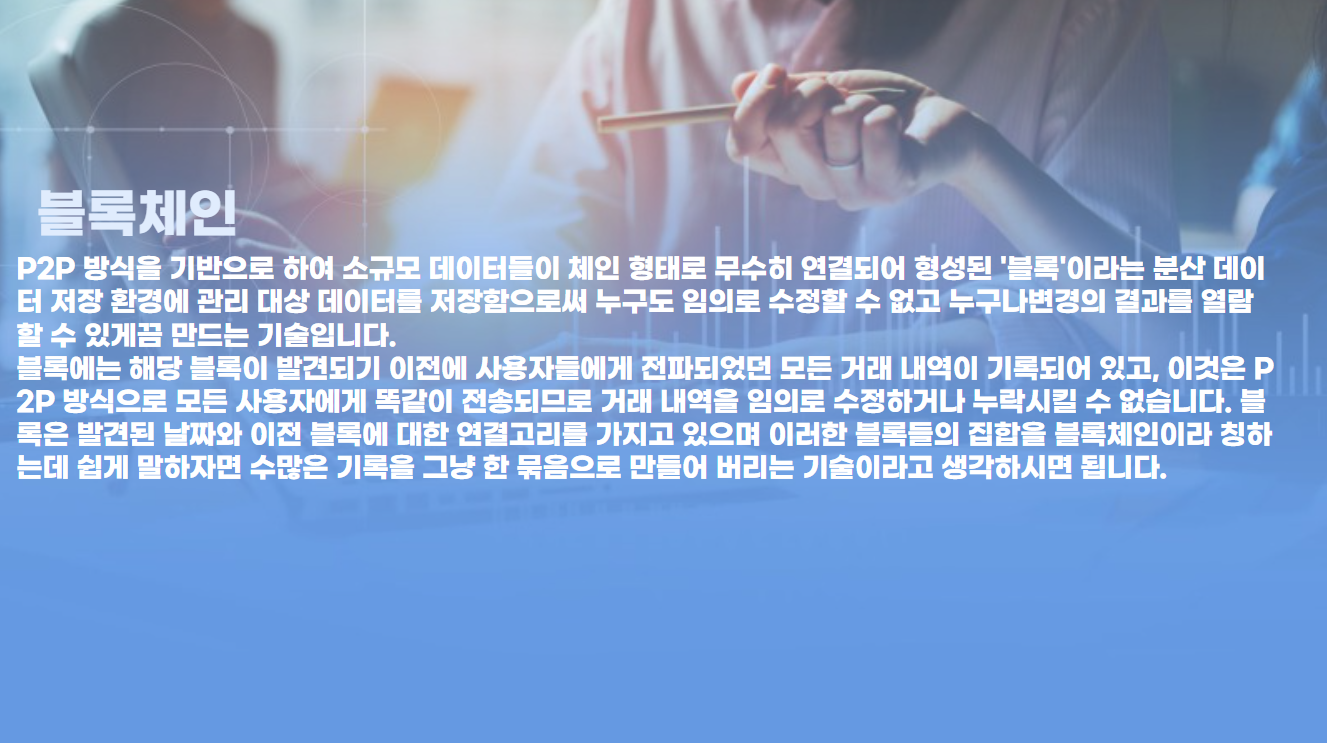 블록체인
P2P 방식을 기반으로 하여 소규모 데이터들이 체인 형태로 무수히 연결되어 형성된 '블록'이라는 분산 데이
터 저장 환경에 관리 대상 데이터를 저장함으로써 누구도 임의로 수정할 수 없고 누구나변경의 결과를 열람
할 수 있게끔 만드는 기술입니다.
블록에는 해당 블록이 발견되기 이전에 사용자들에게 전파되었던 모든 거래 내역이 기록되어 있고, 이것은 P
2P 방식으로 모든 사용자에게 똑같이 전송되므로 거래 내역을 임의로 수정하거나 누락시킬 수 없습니다. 블
록은 발견된 날짜와 이전 블록에 대한 연결고리를 가지고 있으며 이러한 블록들의 집합을 블록체인이라 칭하
는데 쉽게 말하자면 수많은 기록을 그냥 한 묶음으로 만들어 버리는 기술이라고 생각하시면 됩니다.